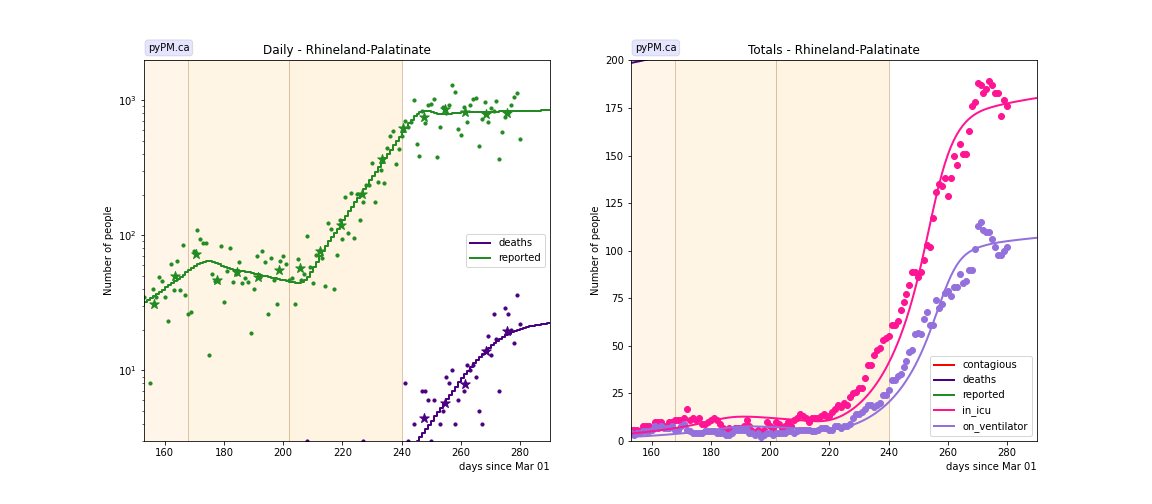 pyPM.ca
Daily - Rhineland-Palatinate
Number of people
10³
10²
10¹
deaths
reported
160
180
200
220
240
260
280
days since Mar 01
pyPM.ca
Totals - Rhineland-Palatinate
Number of people
200
175
150
125
100
75
50
25
0
contagious
deaths
reported
in_icu
on_ventilator
160
180
200
220
240
260
280
days since Mar 01